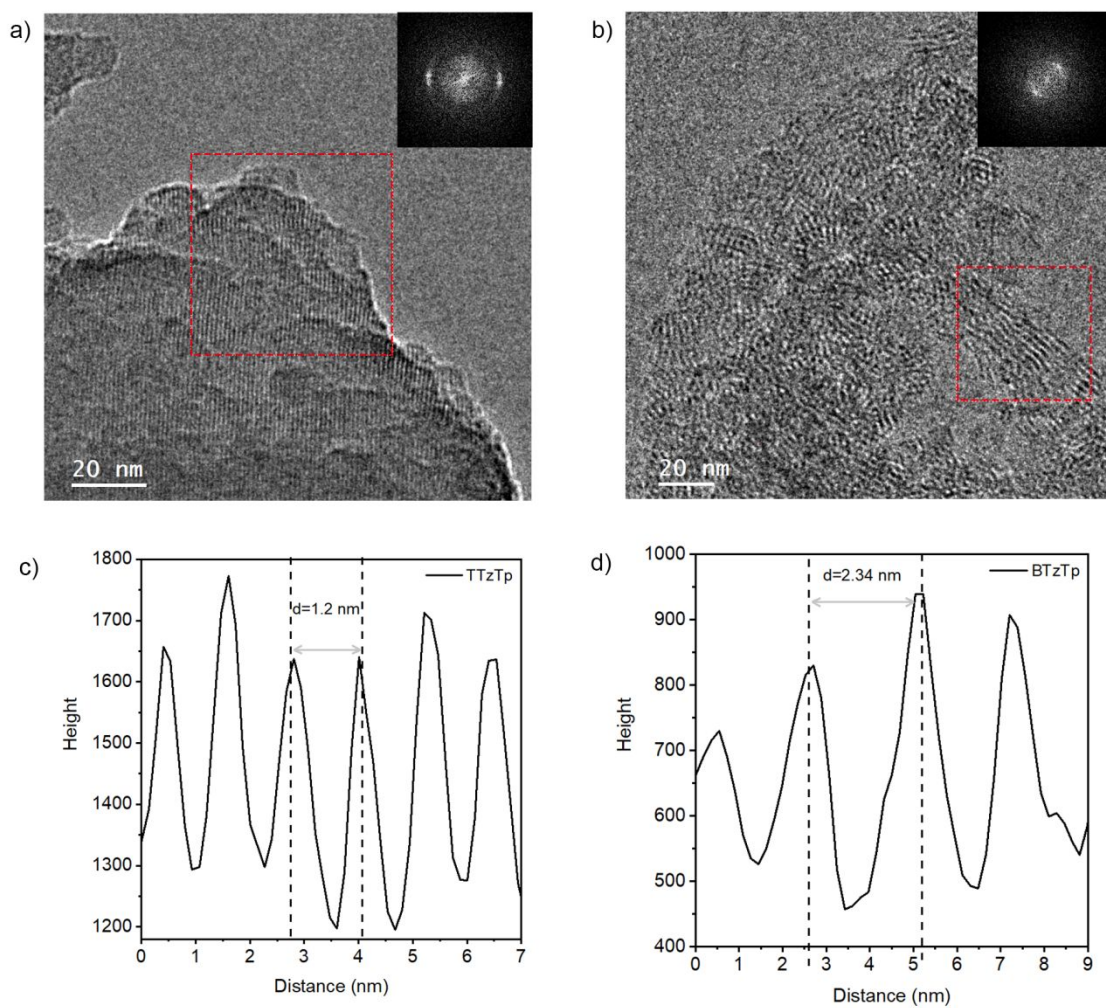 a)
b)
20 nm
20 nm
c)
1800
1700
1600
1500
1400
1300
1200
Height
TTzTp
d=1.2 nm
0 1 2 3 4 5 6 7
Distance (nm)
d)
1000
900
800
700
600
500
400
Height
BTzTp
d=2.34 nm
0 1 2 3 4 5 6 7 8 9
Distance (nm)